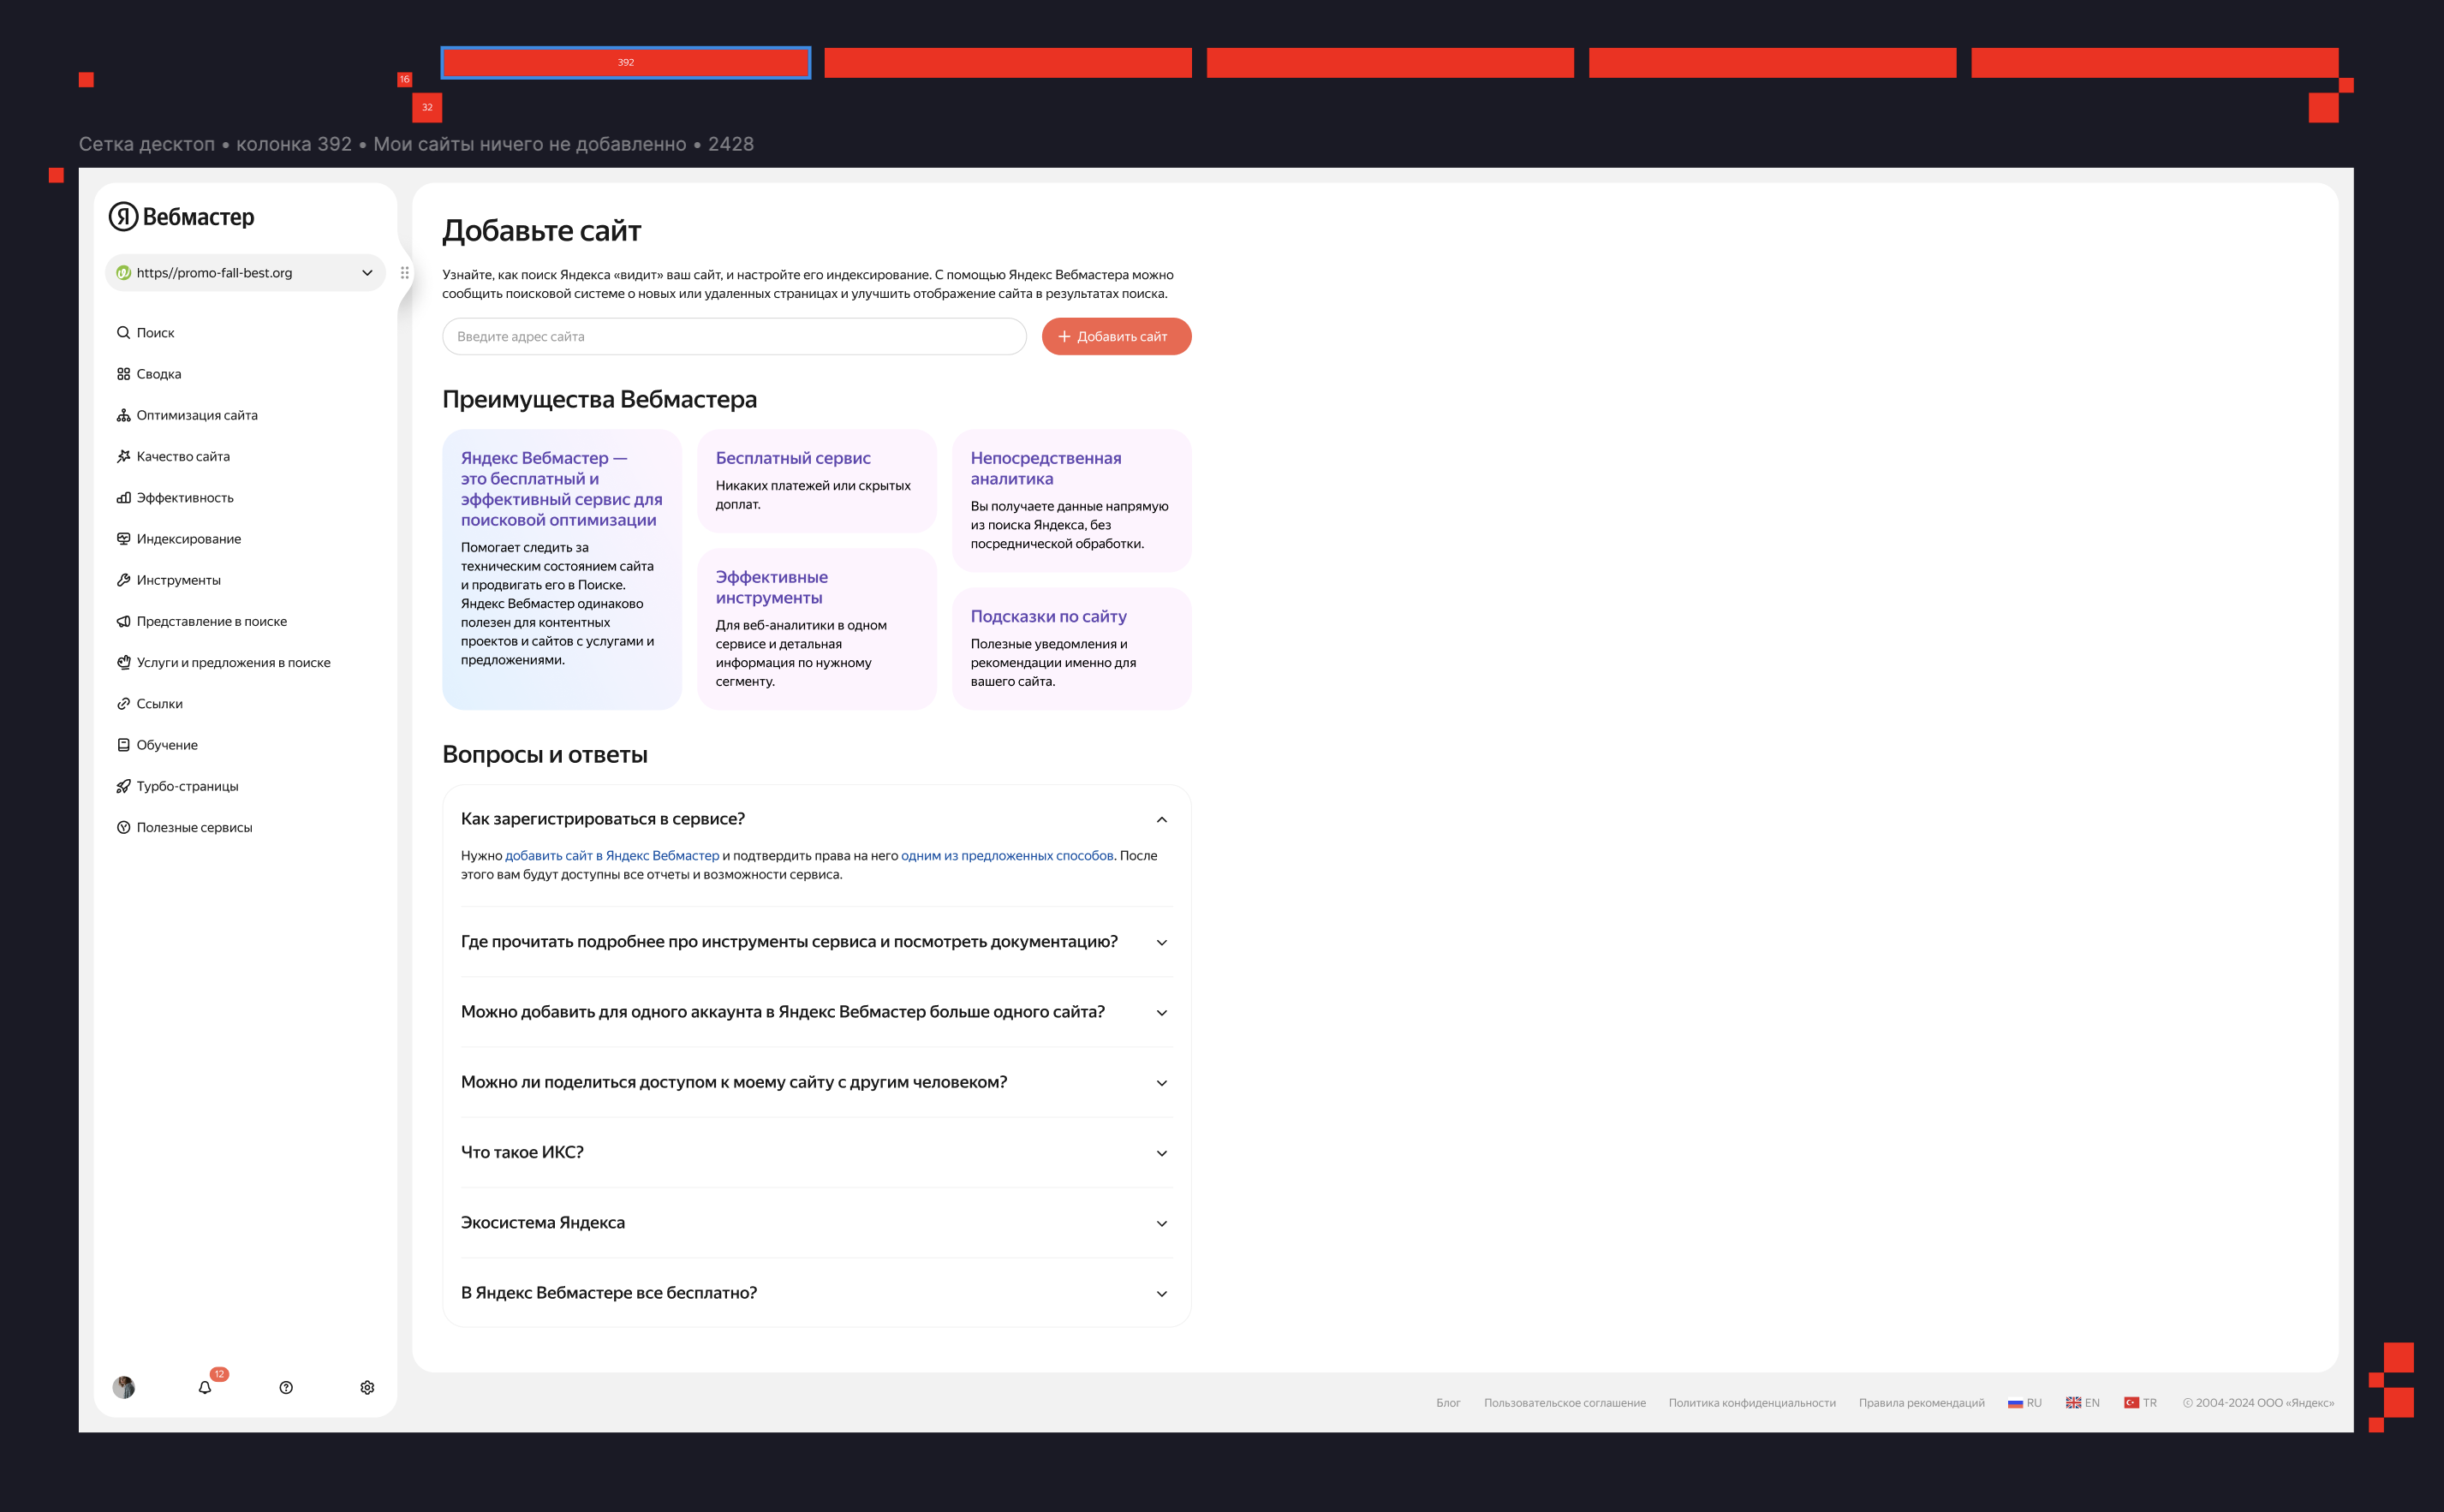 392
16
32
Сетка десктоп • колонка 392 • Мои сайты ничего не добавленно • 2428
Я Вебмастер
https//promo-fall-best.org
Поиск
Сводка
Оптимизация сайта
Качество сайта
Эффективность
Индексирование
Инструменты
Представление в поиске
Услуги и предложения в поиске
Ссылки
Обучение
Турбо-страницы
Полезные сервисы
12
Добавьте сайт
Узнайте, как поиск Яндекса «видит» ваш сайт, и настройте его индексирование. С помощью Яндекс Вебмастера можно
сообщить поисковой системе о новых или удаленных страницах и улучшить отображение сайта в результатах поиска.
Введите адрес сайта
Добавить сайт
Преимущества Вебмастера
Яндекс Вебмастер —
это бесплатный и
эффективный сервис для
поисковой оптимизации
Помогает следить за
техническим состоянием сайта
и продвигать его в Поиске.
Яндекс Вебмастер одинаково
полезен для контентных
проектов и сайтов с услугами и
предложениями.
Бесплатный сервис
Никаких платежей или скрытых
доплат.
Эффективные
инструменты
Для веб-аналитики в одном
сервисе и детальная
информация по нужному
сегменту.
Непосредственная
аналитика
Вы получаете данные напрямую
из поиска Яндекса, без
посреднической обработки.
Подсказки по сайту
Полезные уведомления и
рекомендации именно для
вашего сайта.
Вопросы и ответы
Как зарегистрироваться в сервисе?
Нужно добавить сайт в Яндекс Вебмастер и подтвердить права на него одним из предложенных способов. После
этого вам будут доступны все отчеты и возможности сервиса.
Где прочитать подробнее про инструменты сервиса и посмотреть документацию?
Можно добавить для одного аккаунта в Яндекс Вебмастер больше одного сайта?
Можно ли поделиться доступом к моему сайту с другим человеком?
Что такое ИКС?
Экосистема Яндекса
В Яндекс Вебмастере все бесплатно?
Блог Пользовательское соглашение Политика конфиденциальности Правила рекомендаций RU EN TR © 2004-2024 ООО «Яндекс»